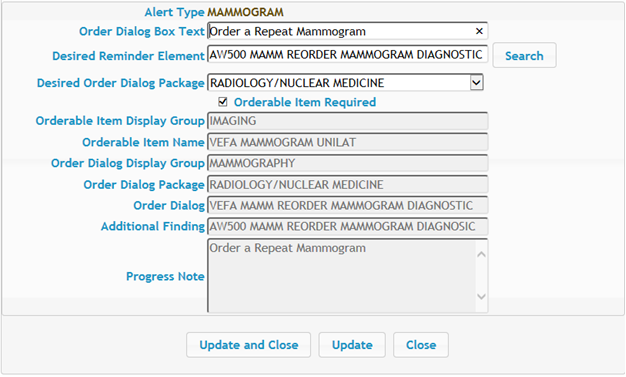 Alert Type MAMMOGRAM
Order Dialog Box Text Order a Repeat Mammogram ×
Desired Reminder Element AW500 MAMM REORDER MAMMOGRAM DIAGNOSTIC Search
Desired Order Dialog Package RADIOLOGY/NUCLEAR MEDICINE
Orderable Item Required
Orderable Item Display Group IMAGING
Orderable Item Name VEFA MAMMOGRAM UNILAT
Order Dialog Display Group MAMMOGRAPHY
Order Dialog Package RADIOLOGY/NUCLEAR MEDICINE
Order Dialog VEFA MAMM REORDER MAMMOGRAM DIAGNOSTIC
Additional Finding AW500 MAMM REORDER MAMMOGRAM DIAGNOSIC
Progress Note Order a Repeat Mammogram
Update and Close Update Close